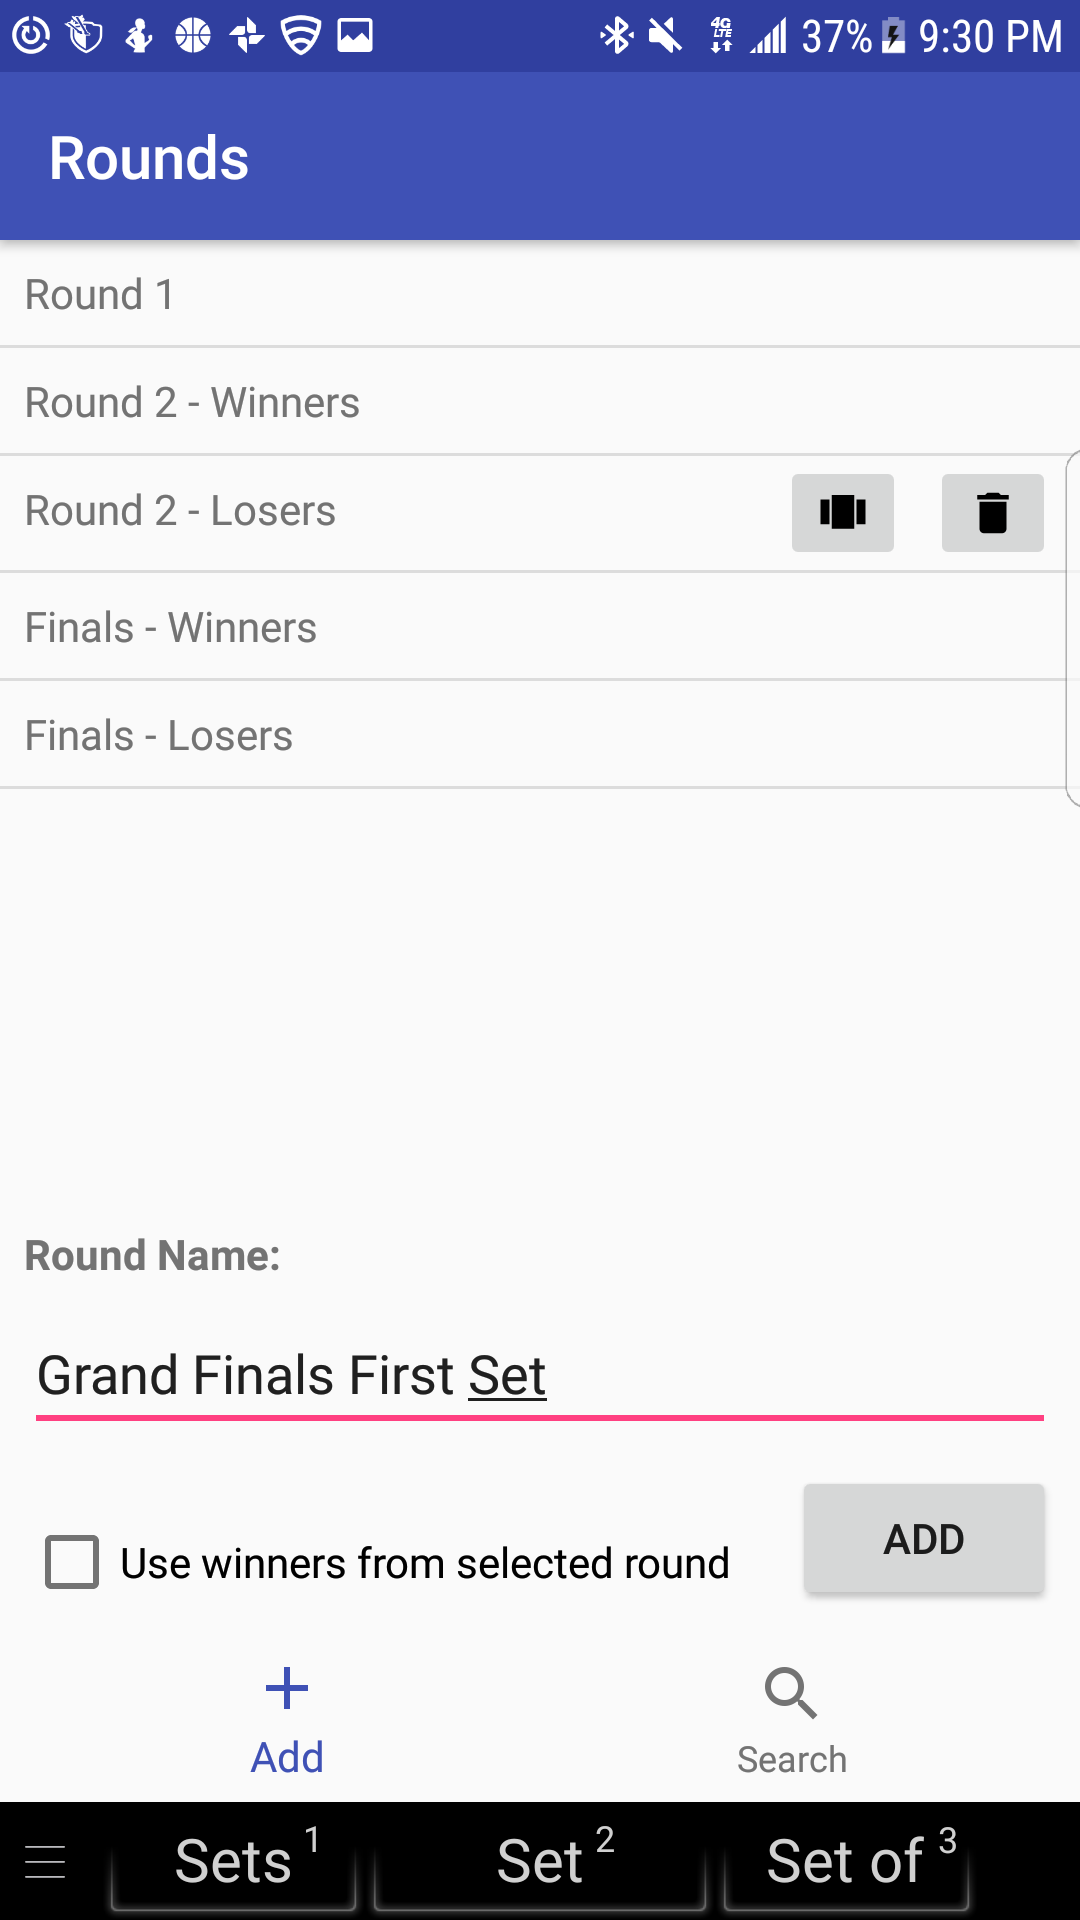 4G LTE 37% 9:30 PM
Rounds
Round 1
Round 2 - Winners
Round 2 - Losers
Finals - Winners
Finals - Losers
Round Name:
Grand Finals First Set
Use winners from selected round
ADD
Add
Search
Sets 1 Set 2 Set of 3